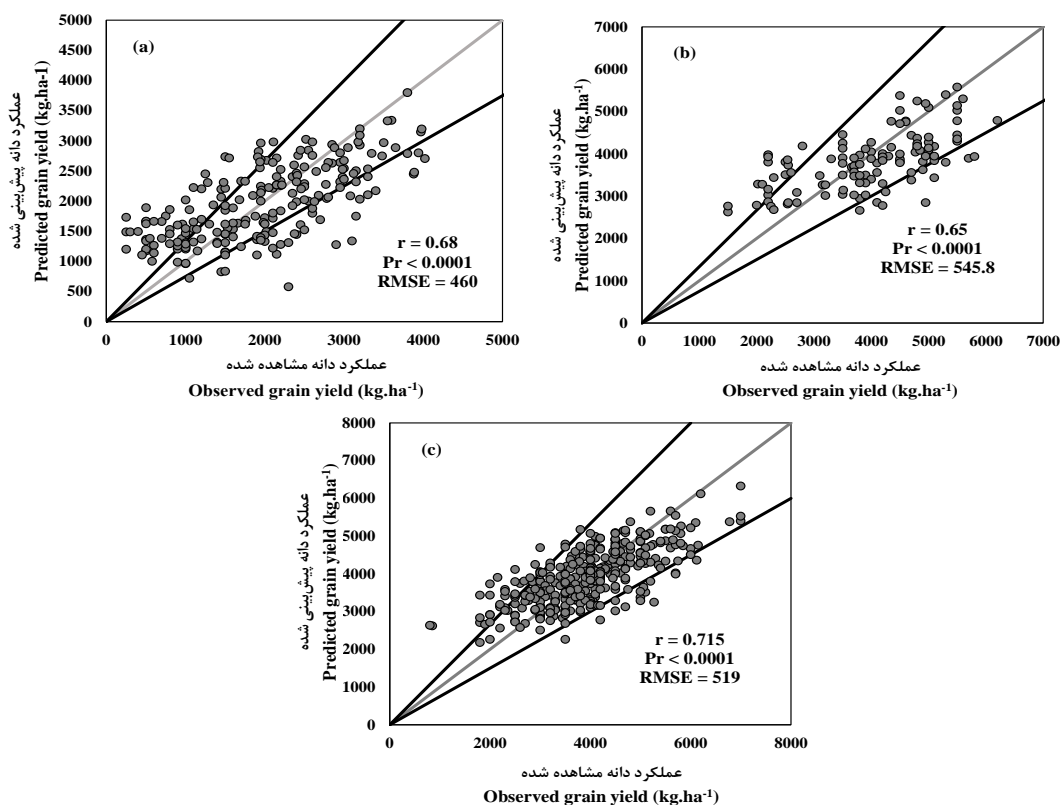 (a)
5000
4500
4000
3500
3000
2500
2000
1500
1000
500
0
0 1000 2000 3000 4000 5000
عملکرد دانه پیش‌بینی شده
Predicted grain yield (kg.ha-1)
r = 0.68
Pr < 0.0001
RMSE = 460
عملکرد دانه مشاهده شده
Observed grain yield (kg.ha⁻¹)
(b)
7000
6000
5000
4000
3000
2000
1000
0
0 1000 2000 3000 4000 5000 6000 7000
عملکرد دانه پیش‌بینی شده
Predicted grain yield (kg.ha⁻¹)
r = 0.65
Pr < 0.0001
RMSE = 545.8
عملکرد دانه مشاهده شده
Observed grain yield (kg.ha⁻¹)
(c)
8000
7000
6000
5000
4000
3000
2000
1000
0
0 2000 4000 6000 8000
عملکرد دانه پیش‌بینی شده
Predicted grain yield (kg.ha⁻¹)
r = 0.715
Pr < 0.0001
RMSE = 519
عملکرد دانه مشاهده شده
Observed grain yield (kg.ha⁻¹)